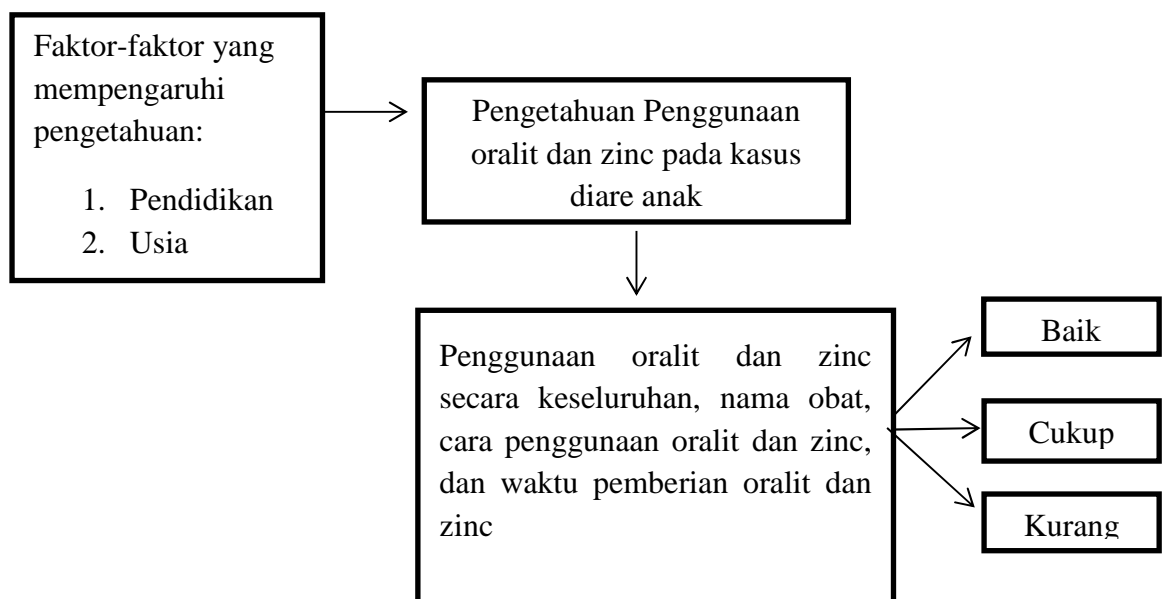 Faktor-faktor yang
mempengaruhi
pengetahuan:
1. Pendidikan
2. Usia
Pengetahuan Penggunaan
oralit dan zinc pada kasus
diare anak
Penggunaan oralit dan zinc
secara keseluruhan, nama obat,
cara penggunaan oralit dan zinc,
dan waktu pemberian oralit dan
zinc
Baik
Cukup
Kurang